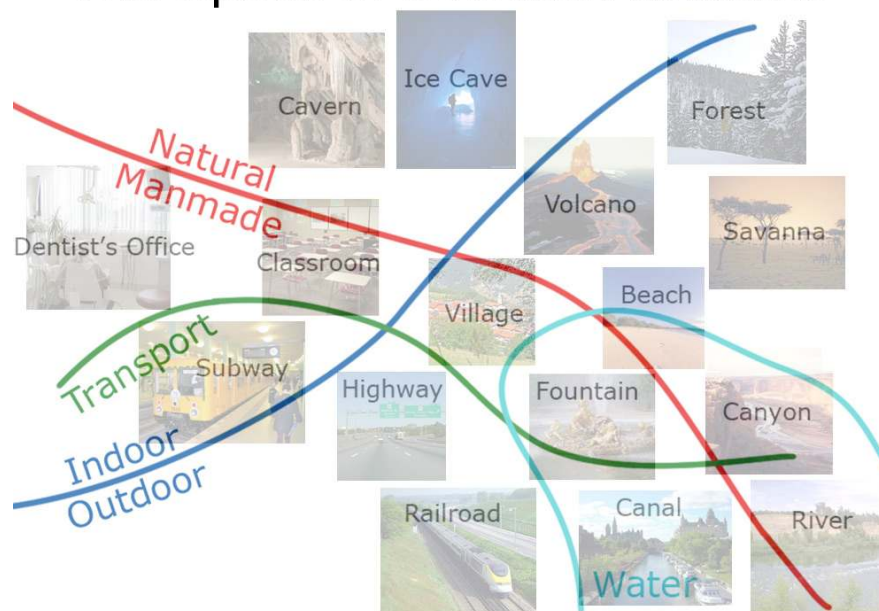 Cavern
Ice Cave
Forest
Natural
Manmade
Volcano
Dentist's Office
Classroom
Savanna
Village
Beach
Transport
Subway
Highway
Fountain
Canyon
Indoor
Outdoor
Railroad
Canal
River
Water